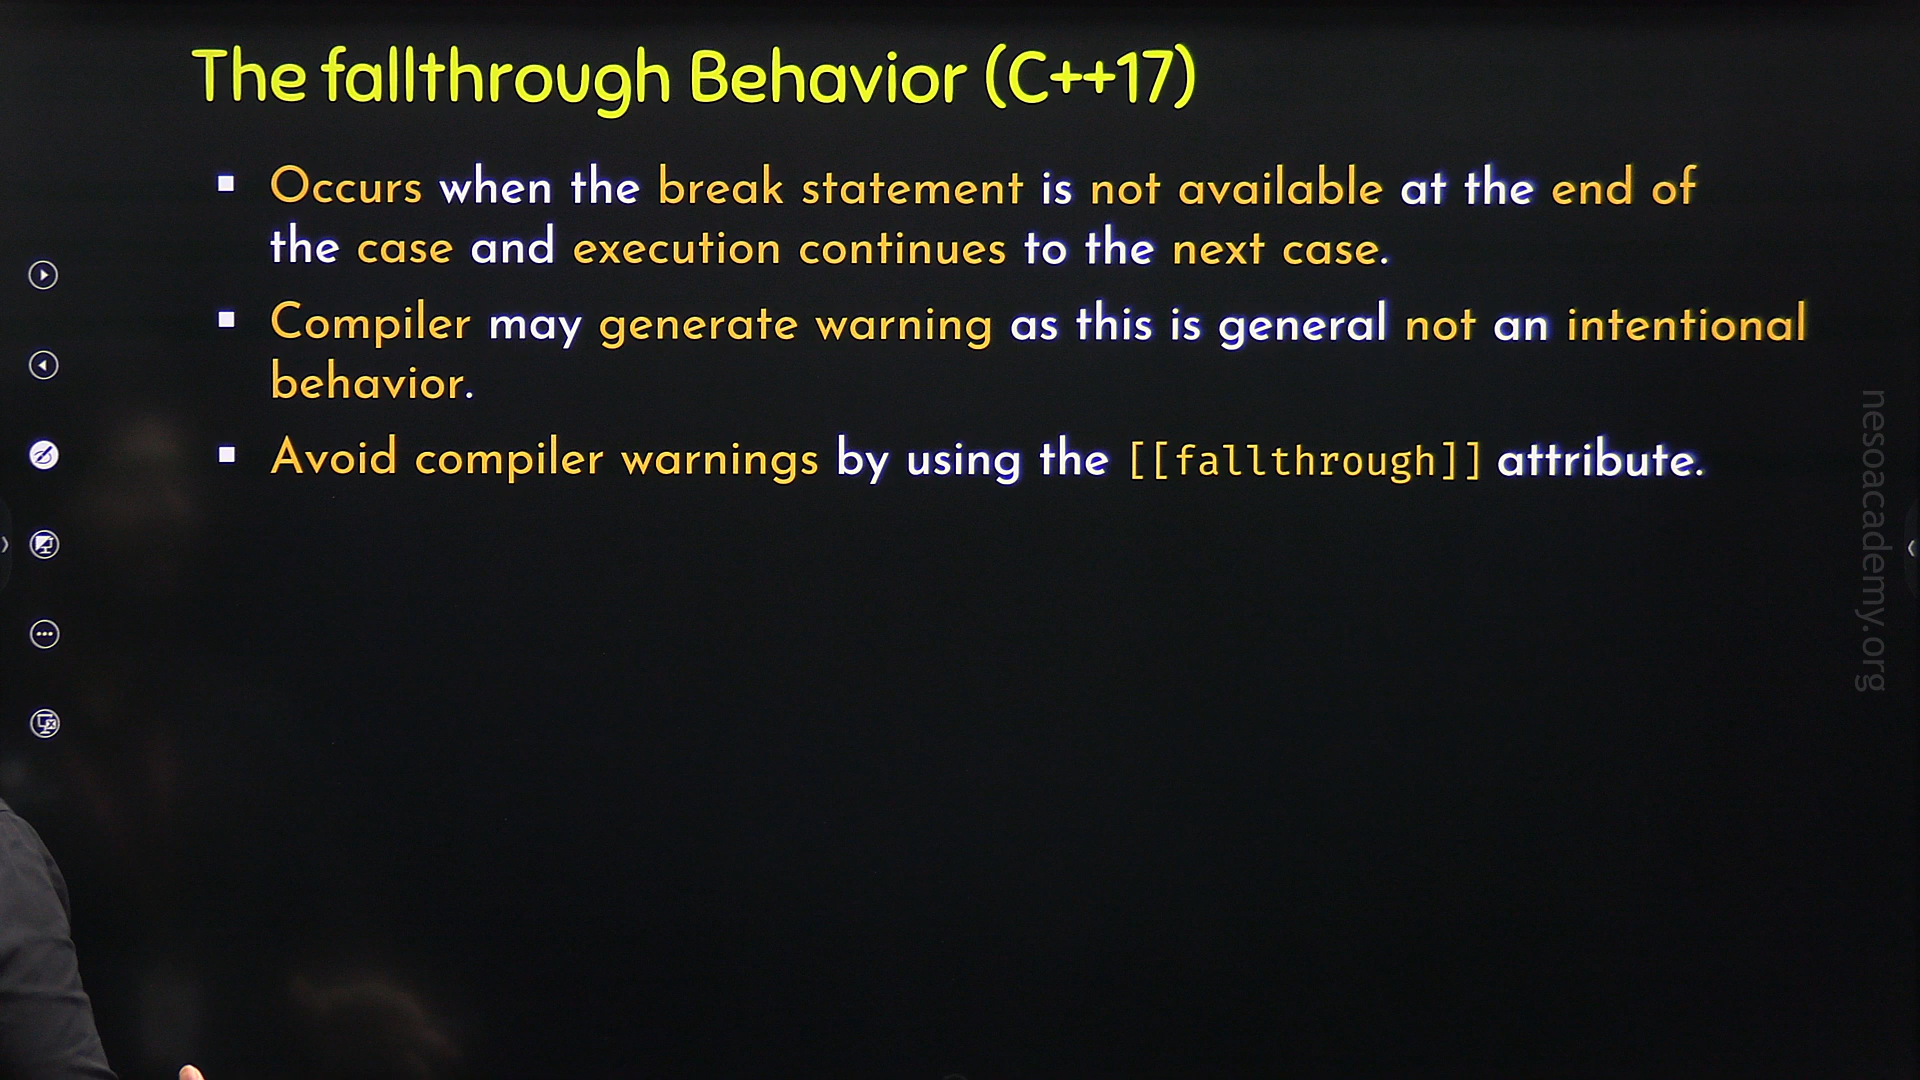 The fallthrough Behavior (C++17)
▪ Occurs when the break statement is not available at the end of
the case and execution continues to the next case.
▪ Compiler may generate warning as this is general not an intentional
behavior.
▪ Avoid compiler warnings by using the [[fallthrough]] attribute.
nesoacademy.org